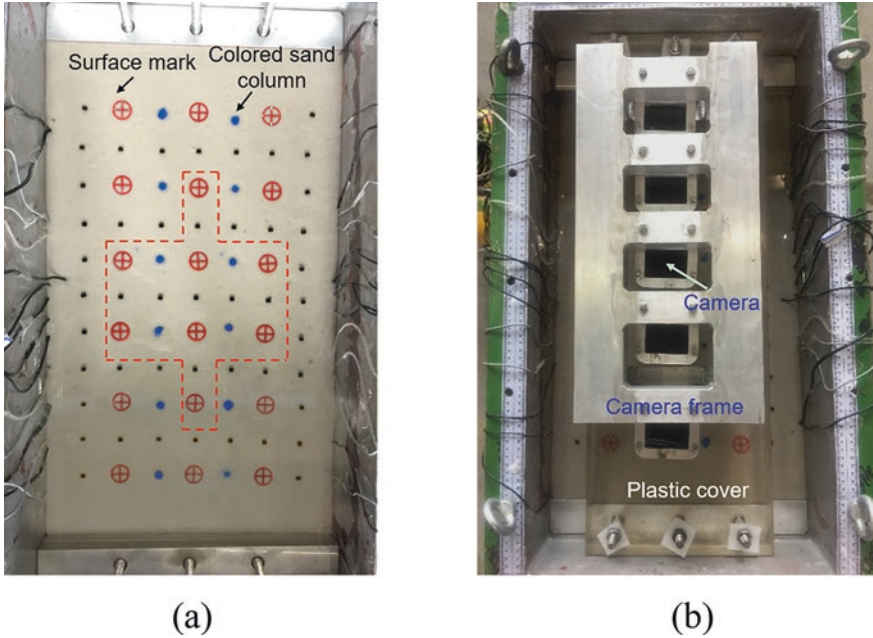 Surface mark
Colored sand
column
Camera
Camera frame
Plastic cover
(a)
(b)